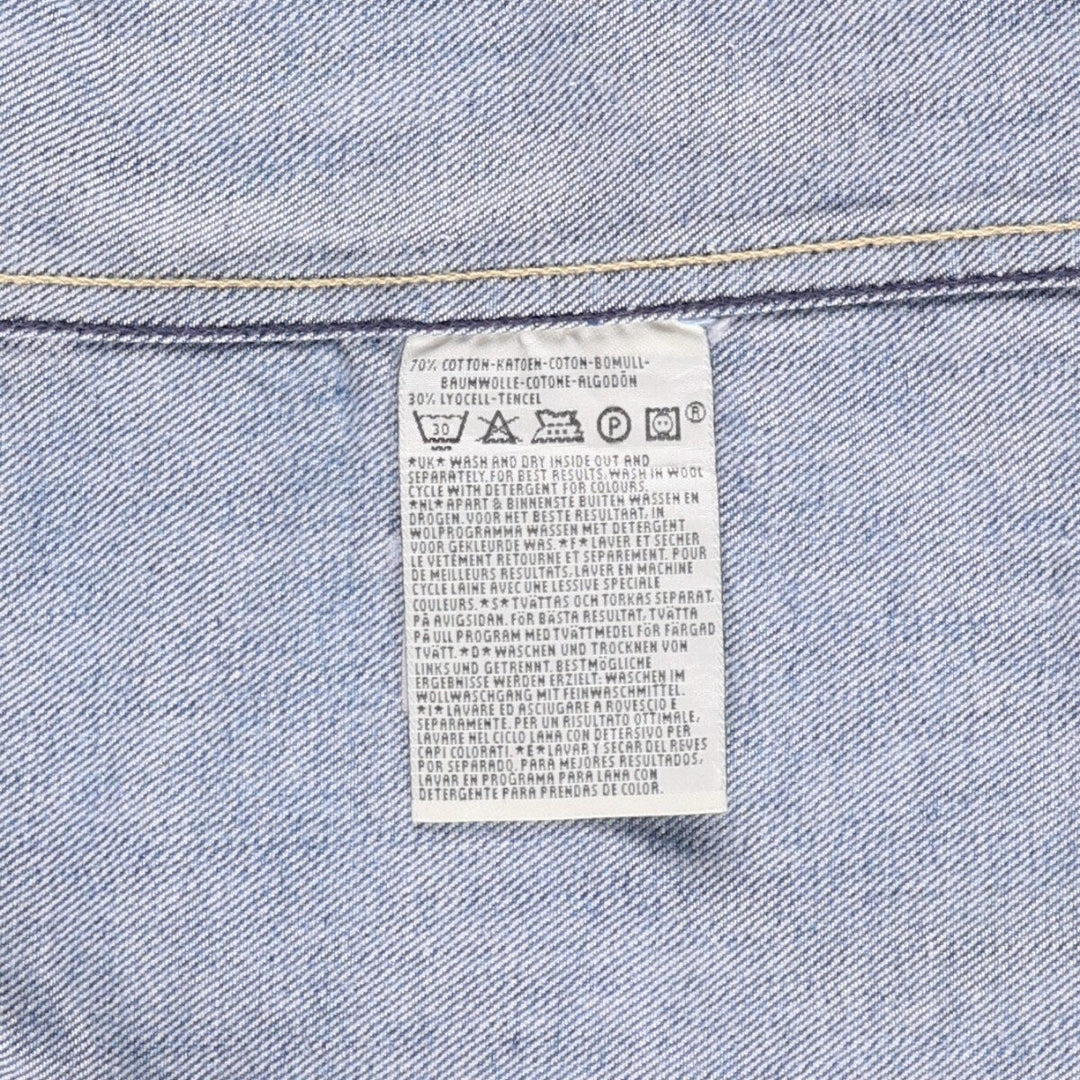 70% COTTON-KATOEN-COTON-BOMULL-
BAUMWOLLE-COTONE-ALGODÓN
30% LYOCELL-TENCEL
30 P ®
*UK* WASH AND DRY INSIDE OUT AND
SEPARATELY. FOR BEST RESULTS, WASH IN WOOL
CYCLE WITH DETERGENT FOR COLOURS.
*NL* APART & BINNENSTE BUITEN WASSEN EN
DROGEN. VOOR HET BESTE RESULTAAT, IN
WOLPROGRAMMA WASSEN MET DETERGENT
VOOR GEKLEURDE WAS. *F* LAVER ET SECHER
LE VETEMENT RETOURNE ET SEPAREMENT. POUR
DE MEILLEURS RESULTATS, LAVER EN MACHINE
CYCLE LAINE AVEC UNE LESSIVE SPECIALE
COULEURS. *S* TVÄTTAS OCH TORKAS SEPARAT,
PÅ AVIGSIDAN. FÖR BÄSTA RESULTAT, TVÄTTA
PÅ ULL PROGRAM MED TVÄTTMEDEL FÖR FÄRGAD
TVÄTT. *D* WASCHEN UND TROCKNEN VON
LINKS UND GETRENNT. BESTMÖGLICHE
ERGEBNISSE WERDEN ERZIELT: WASCHEN IM
WOLLWASCHGANG MIT FEINWASCHMITTEL.
*I* LAVARE ED ASCIUGARE A ROVESCIO E
SEPARAMENTE. PER UN RISULTATO OTTIMALE,
LAVARE NEL CICLO LANA CON DETERSIVO PER
CAPI COLORATI. *E* LAVAR Y SECAR DEL REVES
POR SEPARADO. PARA MEJORES RESULTADOS,
LAVAR EN PROGRAMA PARA LANA CON
DETERGENTE PARA PRENDAS DE COLOR.